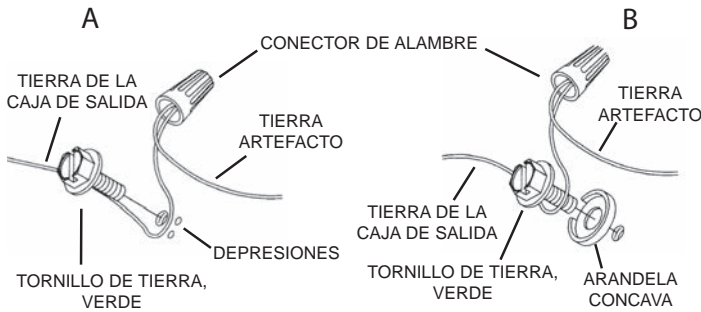 A
B
CONECTOR DE ALAMBRE
TIERRA DE LA
CAJA DE SALIDA
TIERRA
ARTEFACTO
DEPRESIONES
TORNILLO DE TIERRA,
VERDE
TIERRA
ARTEFACTO
TIERRA DE LA
CAJA DE SALIDA
TORNILLO DE TIERRA,
VERDE
ARANDELA
CONCAVA